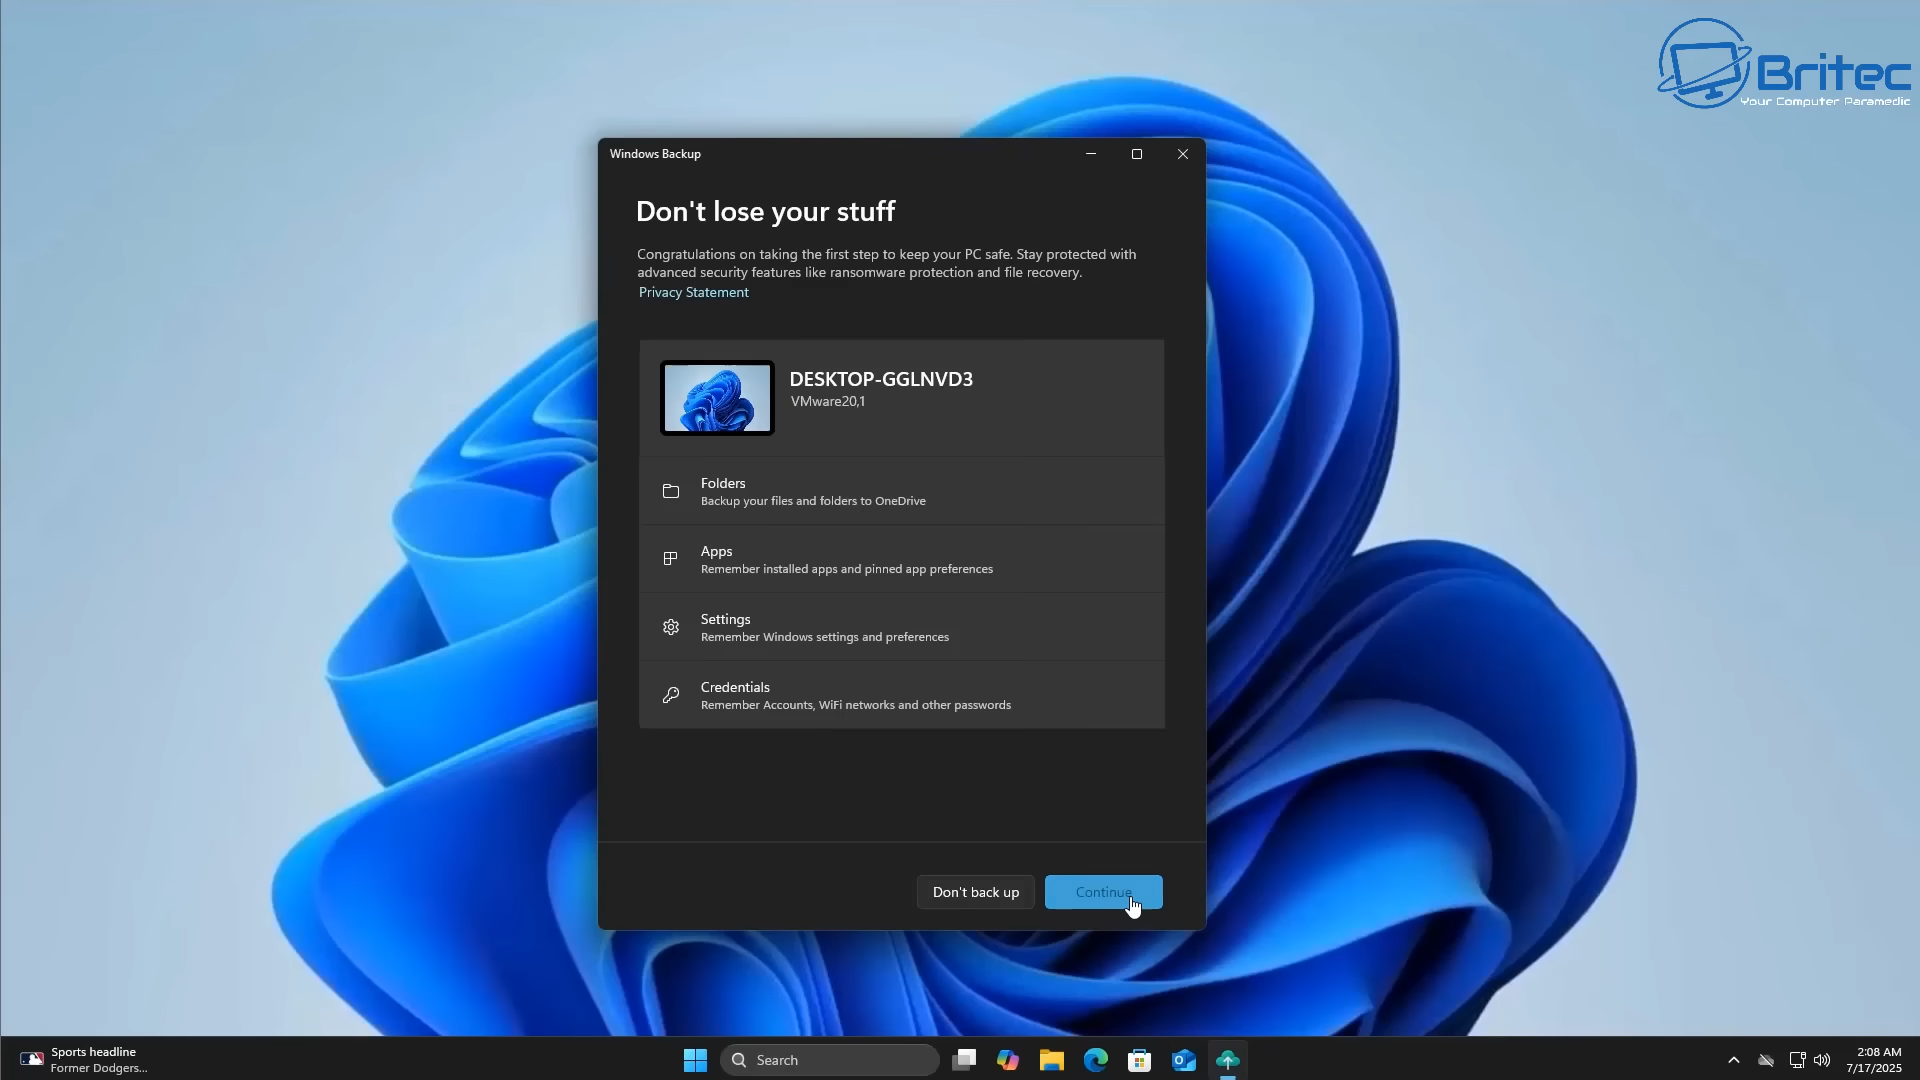 Britec
Your Computer Paramedic
Windows Backup
Don't lose your stuff
Congratulations on taking the first step to keep your PC safe. Stay protected with
advanced security features like ransomware protection and file recovery.
Privacy Statement
DESKTOP-GGLNVD3
VMware20,1
Folders
Backup your files and folders to OneDrive
Apps
Remember installed apps and pinned app preferences
Settings
Remember Windows settings and preferences
Credentials
Remember Accounts, WiFi networks and other passwords
Don't back up
Continue
Sports headline
Former Dodgers...
Search
2:08 AM
7/17/2025